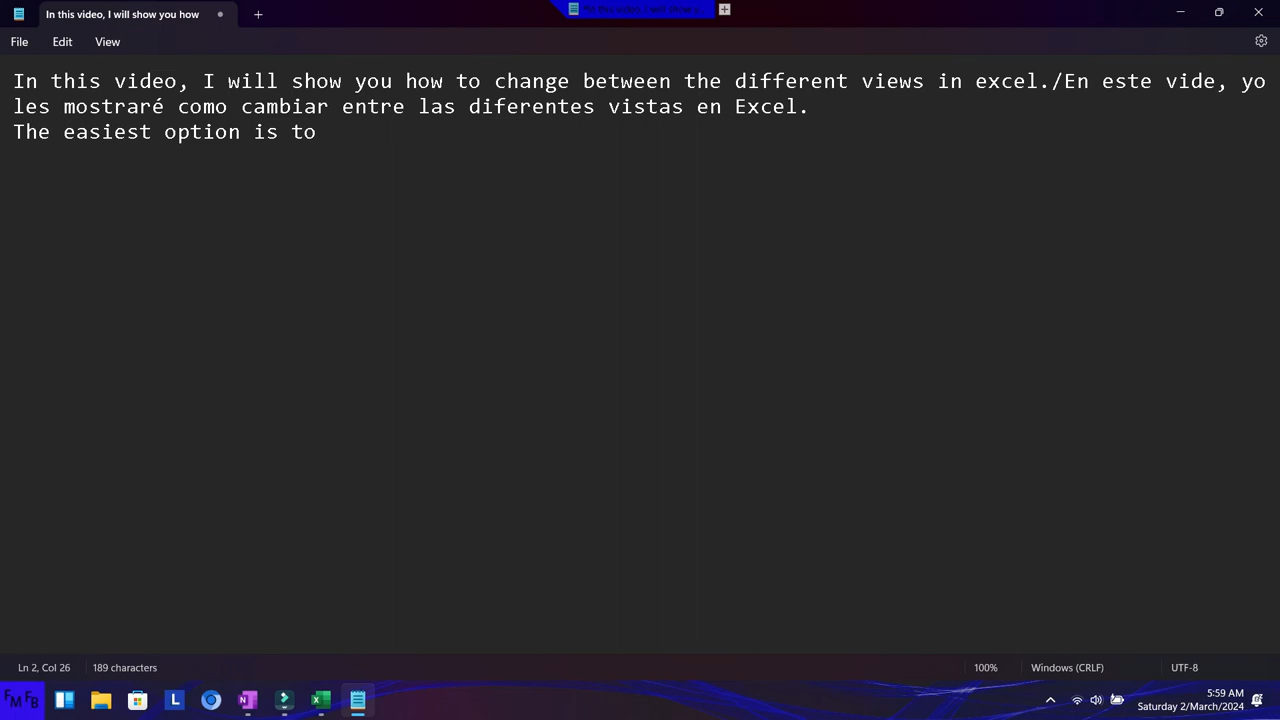 In this video, I will show you how
File Edit View
In this video, I will show you how to change between the different views in excel./En este vide, yo
les mostraré como cambiar entre las diferentes vistas en Excel.
The easiest option is to
Ln 2, Col 26 189 characters 100% Windows (CRLF) UTF-8
5:59 AM
Saturday 2/March/2024